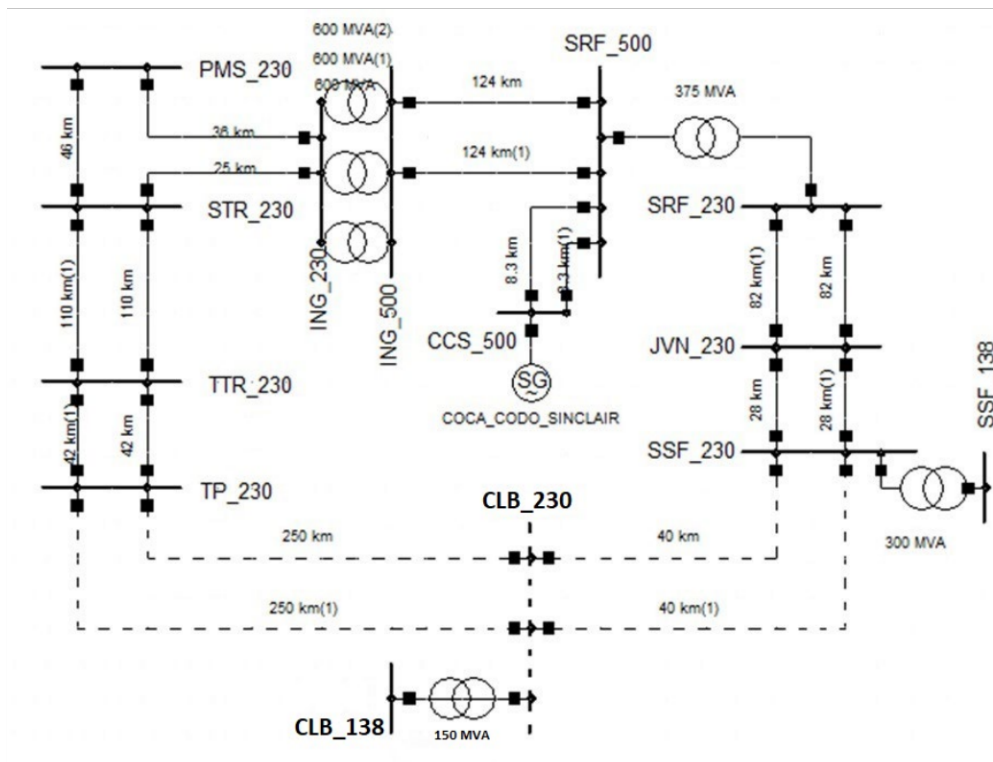 600 MVA(2)
600 MVA(1)
600 MVA
SRF_500
PMS_230
124 km
375 MVA
46 km
36 km
25 km
124 km(1)
STR_230
SRF_230
110 km(1)
110 km
ING_230
ING_500
8.3 km
8.3 km(1)
82 km(1)
82 km
CCS_500
JVN_230
SSF_138
TTR_230
SG
~
COCA_CODO_SINCLAIR
42 km(1)
42 km
28 km
28 km(1)
SSF_230
TP_230
CLB_230
250 km
40 km
300 MVA
250 km(1)
40 km(1)
CLB_138
150 MVA